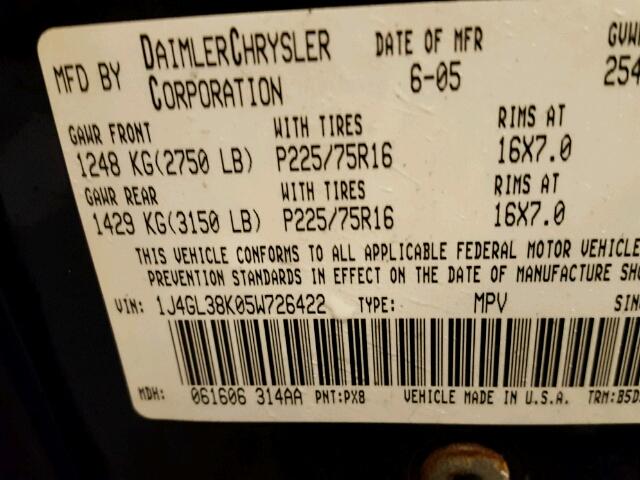 MFD BY DAIMLERCHRYSLER CORPORATION
DATE OF MFR
6-05
254
GAWR FRONT WITH TIRES RIMS AT
1248 KG(2750 LB) P225/75R16 16X7.0
GAWR REAR WITH TIRES RIMS AT
1429 KG(3150 LB) P225/75R16 16X7.0
THIS VEHICLE CONFORMS TO ALL APPLICABLE FEDERAL MOTOR VEHICLE
PREVENTION STANDARDS IN EFFECT ON THE DATE OF MANUFACTURE
VIN: 1J4GL38K05W726422 TYPE: MPV
MDH: 061606 314AA PNT:PX8 VEHICLE MADE IN U.S.A. TRM:B5D